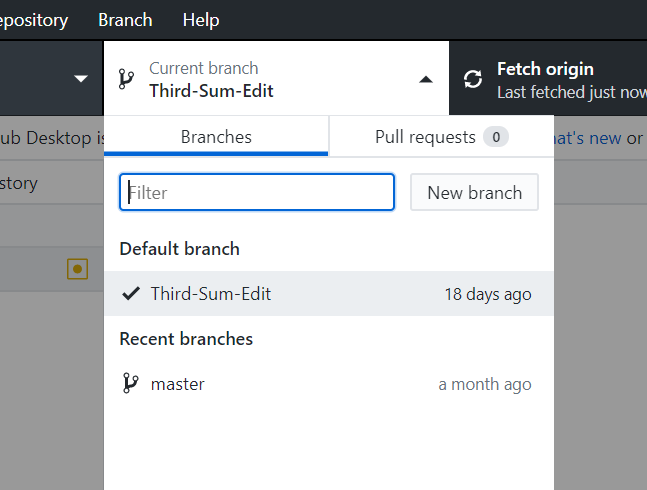 epository Branch Help
Current branch
Third-Sum-Edit
Fetch origin
Last fetched just now
ub Desktop is
Branches
Pull requests 0
hat's new or
story
Filter
New branch
Default branch
Third-Sum-Edit 18 days ago
Recent branches
master a month ago